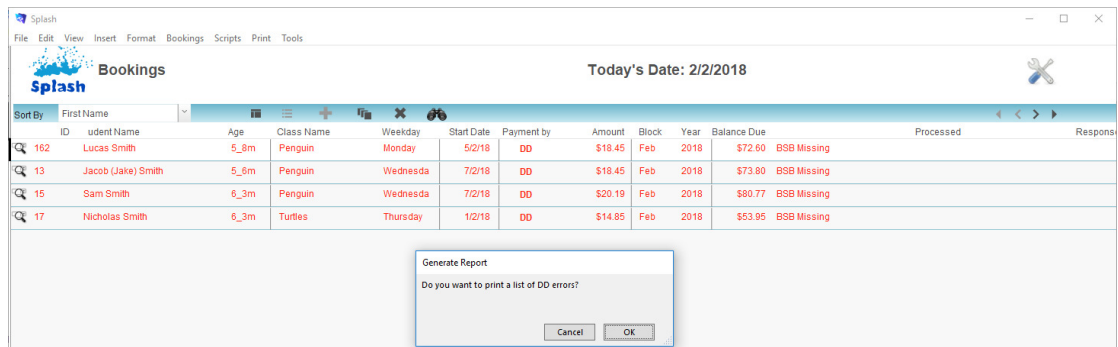 Splash
File Edit View Insert Format Bookings Scripts Print Tools
Splash Bookings Today's Date: 2/2/2018
Sort By First Name
ID udent Name Age Class Name Weekday Start Date Payment by Amount Block Year Balance Due Processed Respons
162 Lucas Smith 5_8m Penguin Monday 5/2/18 DD $18.45 Feb 2018 $72.60 BSB Missing
13 Jacob (Jake) Smith 5_6m Penguin Wednesda 7/2/18 DD $18.45 Feb 2018 $73.80 BSB Missing
15 Sam Smith 6_3m Penguin Wednesda 7/2/18 DD $20.19 Feb 2018 $80.77 BSB Missing
17 Nicholas Smith 6_3m Turtles Thursday 1/2/18 DD $14.85 Feb 2018 $53.95 BSB Missing
Generate Report
Do you want to print a list of DD errors?
Cancel OK